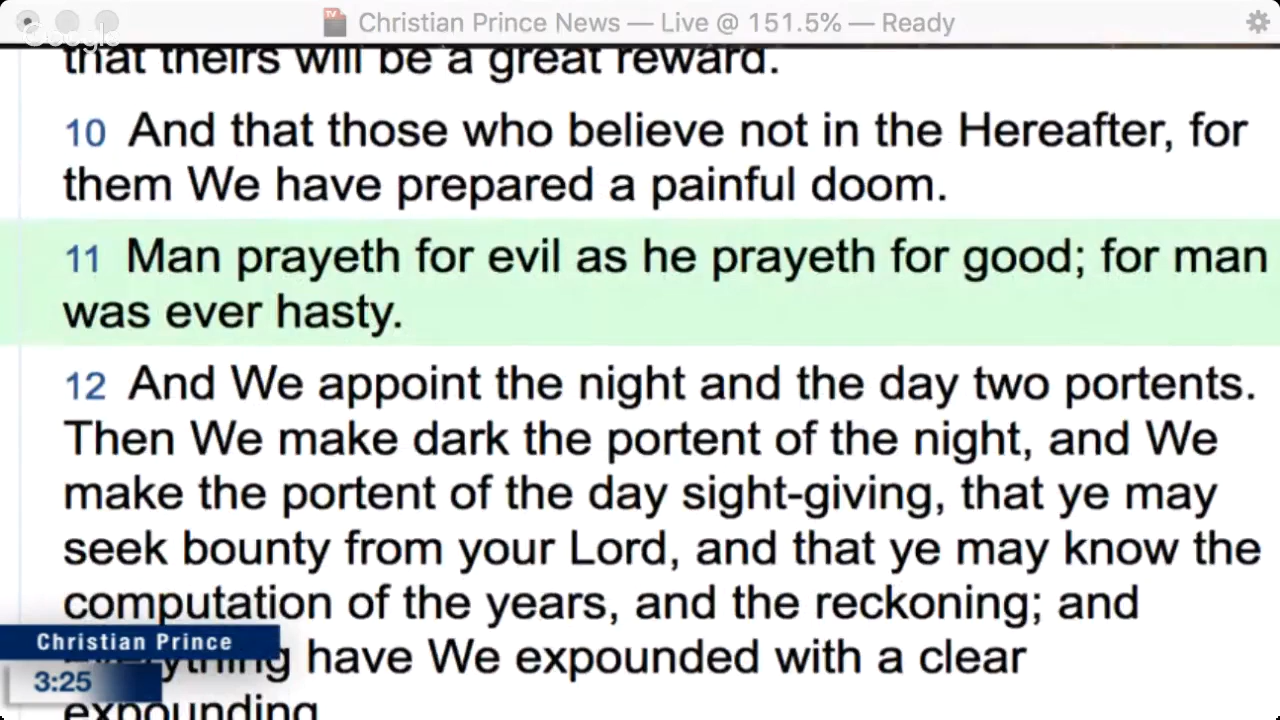 Christian Prince News — Live @ 151.5% — Ready
Google
that theirs will be a great reward.
10 And that those who believe not in the Hereafter, for
them We have prepared a painful doom.
11 Man prayeth for evil as he prayeth for good; for man
was ever hasty.
12 And We appoint the night and the day two portents.
Then We make dark the portent of the night, and We
make the portent of the day sight-giving, that ye may
seek bounty from your Lord, and that ye may know the
computation of the years, and the reckoning; and
Christian Prince
everything have We expounded with a clear
3:25
expounding